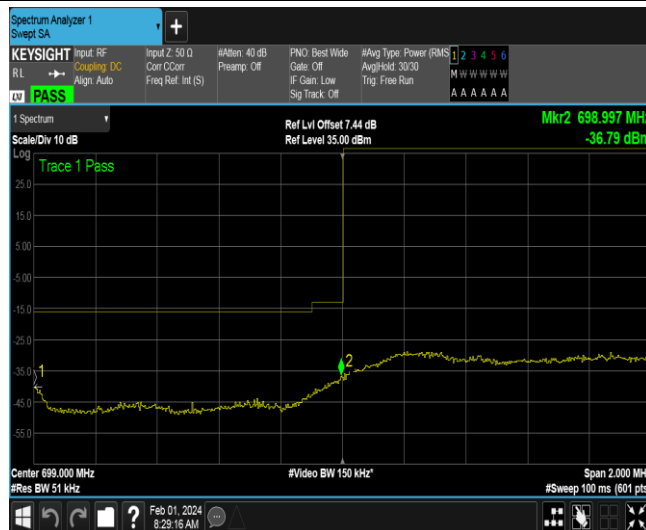 Spectrum Analyzer 1
Swept SA
+
KEYSIGHT
RL
LXI
PASS
Input: RF
Coupling: DC
Align: Auto
Input Z: 50 Ω
Corr CCorr
Freq Ref: Int (S)
#Atten: 40 dB
Preamp: Off
PNO: Best Wide
Gate: Off
IF Gain: Low
Sig Track: Off
#Avg Type: Power (RMS
Avg|Hold: 30/30
Trig: Free Run
1 2 3 4 5 6
M W W W W W
A A A A A A
1 Spectrum
Scale/Div 10 dB
Ref Lvl Offset 7.44 dB
Ref Level 35.00 dBm
Mkr2 698.997 MHz
-36.79 dBm
Log
Trace 1 Pass
25.0
15.0
5.00
-5.00
-15.0
-25.0
-35.0
-45.0
-55.0
1
2
Center 699.000 MHz
#Res BW 51 kHz
#Video BW 150 kHz*
Span 2.000 MH
#Sweep 100 ms (601 pts
?
Feb 01, 2024
8:29:16 AM